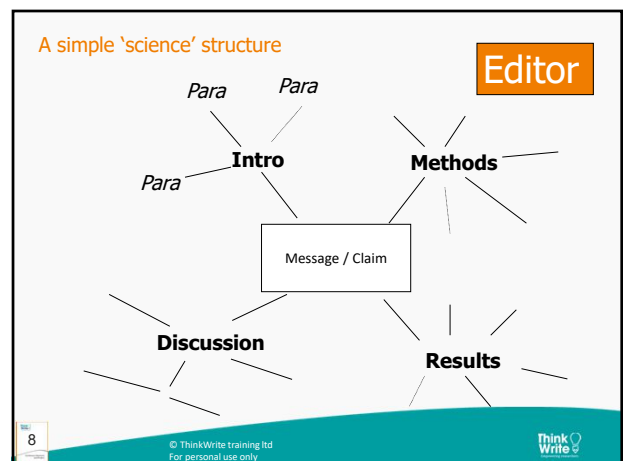 A simple ‘science’ structure
Editor
Para
Para
Intro
Methods
Para
Message / Claim
Discussion
Results
8
© ThinkWrite training ltd
For personal use only
Think
Write